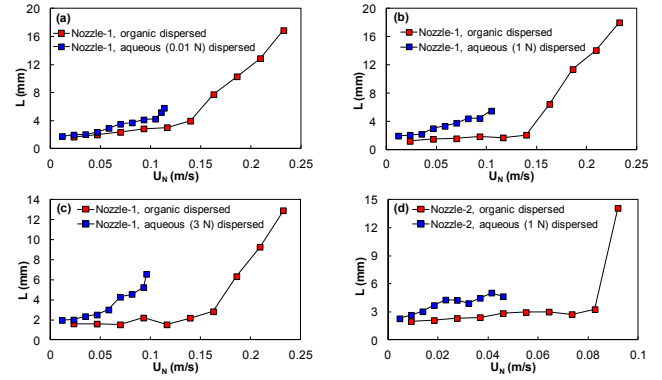 (a)
Nozzle-1, organic dispersed
Nozzle-1, aqueous (0.01 N) dispersed
20
16
12
8
4
0
L (mm)
0 0.05 0.1 0.15 0.2 0.25
U_N (m/s)
(b)
Nozzle-1, organic dispersed
Nozzle-1, aqueous (1 N) dispersed
20
16
12
8
4
0
L (mm)
0 0.05 0.1 0.15 0.2 0.25
U_N (m/s)
(c)
Nozzle-1, organic dispersed
Nozzle-1, aqueous (3 N) dispersed
14
12
10
8
6
4
2
0
L (mm)
0 0.05 0.1 0.15 0.2 0.25
U_N (m/s)
(d)
Nozzle-2, organic dispersed
Nozzle-2, aqueous (1 N) dispersed
15
12
9
6
3
0
L (mm)
0 0.02 0.04 0.06 0.08 0.1
U_N (m/s)